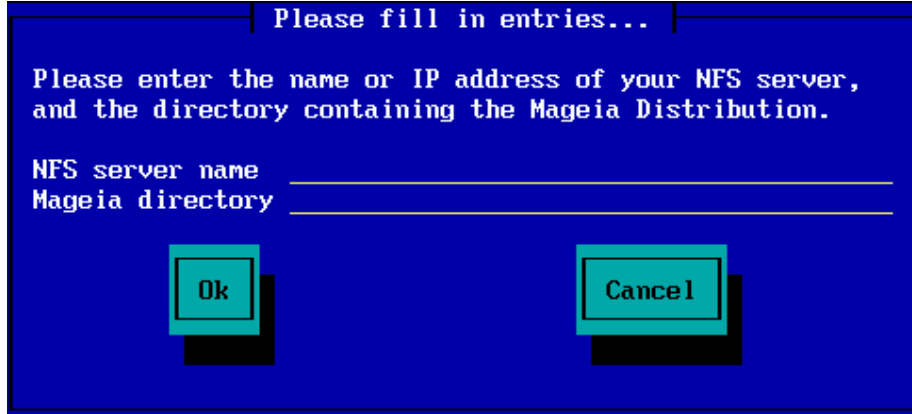 Please fill in entries...
Please enter the name or IP address of your NFS server,
and the directory containing the Mageia Distribution.
NFS server name
Mageia directory
Ok
Cancel